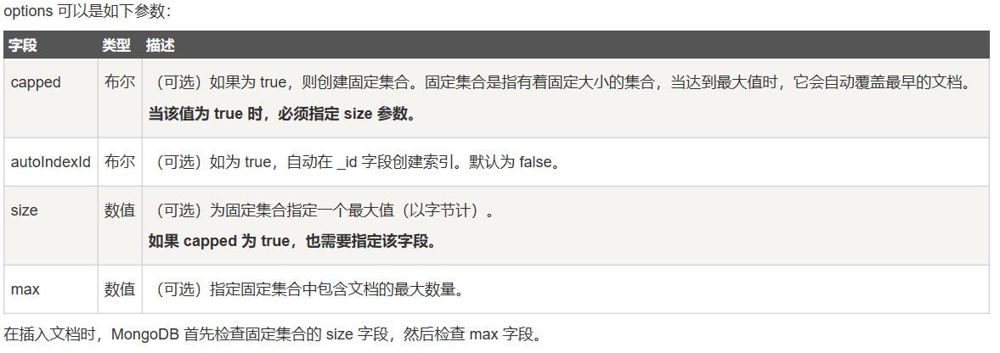 options 可以是如下参数：
字段 类型 描述
capped 布尔 （可选）如果为 true，则创建固定集合。固定集合是指有着固定大小的集合，当达到最大值时，它会自动覆盖最早的文档。
当该值为 true 时，必须指定 size 参数。
autoIndexId 布尔 （可选）如为 true，自动在 _id 字段创建索引。默认为 false。
size 数值 （可选）为固定集合指定一个最大值（以字节计）。
如果 capped 为 true，也需要指定该字段。
max 数值 （可选）指定固定集合中包含文档的最大数量。
在插入文档时，MongoDB 首先检查固定集合的 size 字段，然后检查 max 字段。